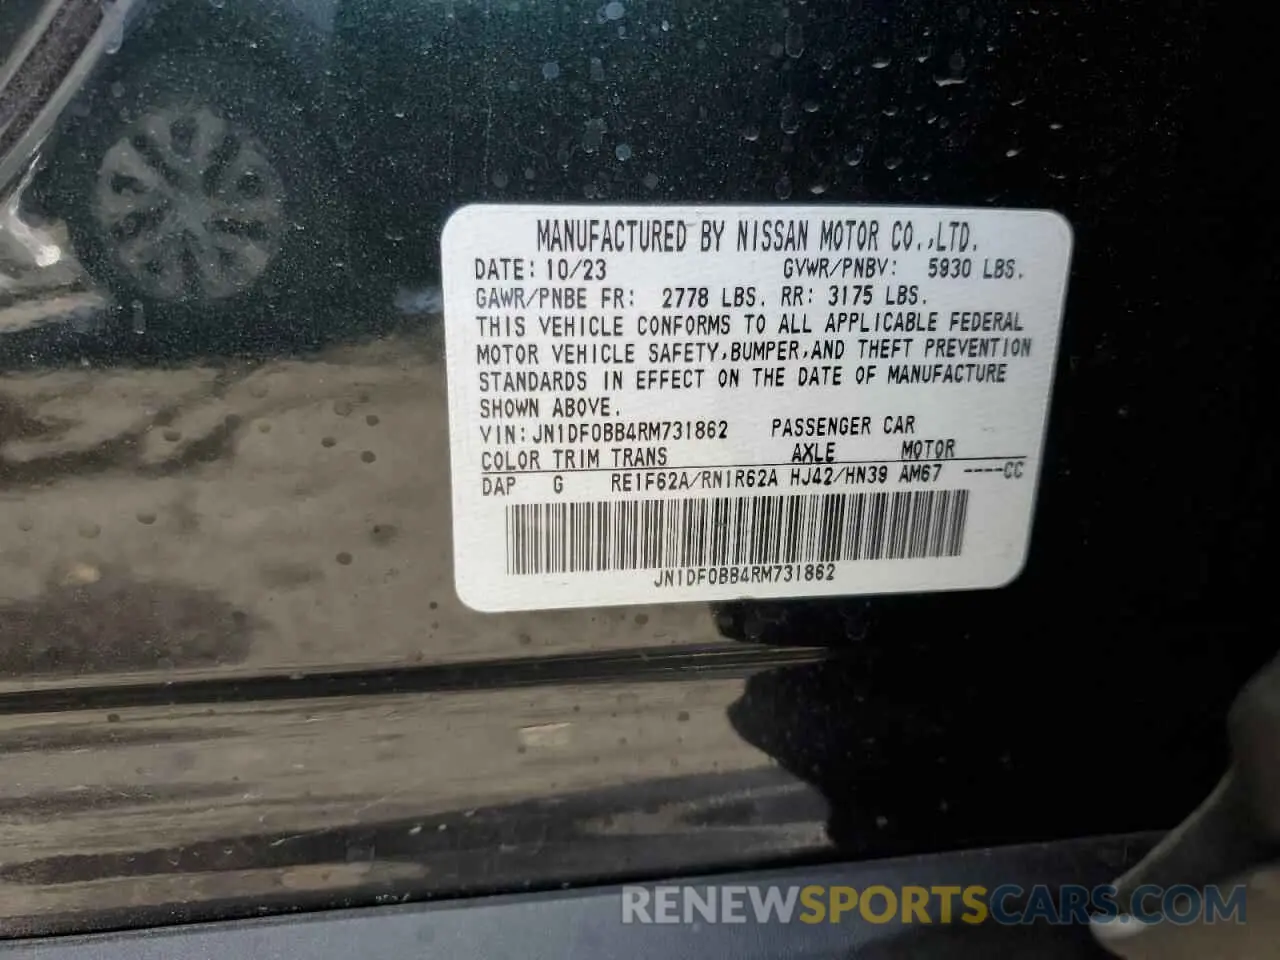 MANUFACTURED BY NISSAN MOTOR CO.,LTD.
DATE: 10/23 GVWR/PNBV: 5930 LBS.
GAWR/PNBE FR: 2778 LBS. RR: 3175 LBS.
THIS VEHICLE CONFORMS TO ALL APPLICABLE FEDERAL
MOTOR VEHICLE SAFETY,BUMPER,AND THEFT PREVENTION
STANDARDS IN EFFECT ON THE DATE OF MANUFACTURE
SHOWN ABOVE.
VIN:JN1DF0BB4RM731862 PASSENGER CAR
COLOR TRIM TRANS AXLE MOTOR
DAP G RE1F62A/RN1R62A HJ42/HN39 AM67 ----CC
JN1DF0BB4RM731862
RENEWSPORTSCARS.COM